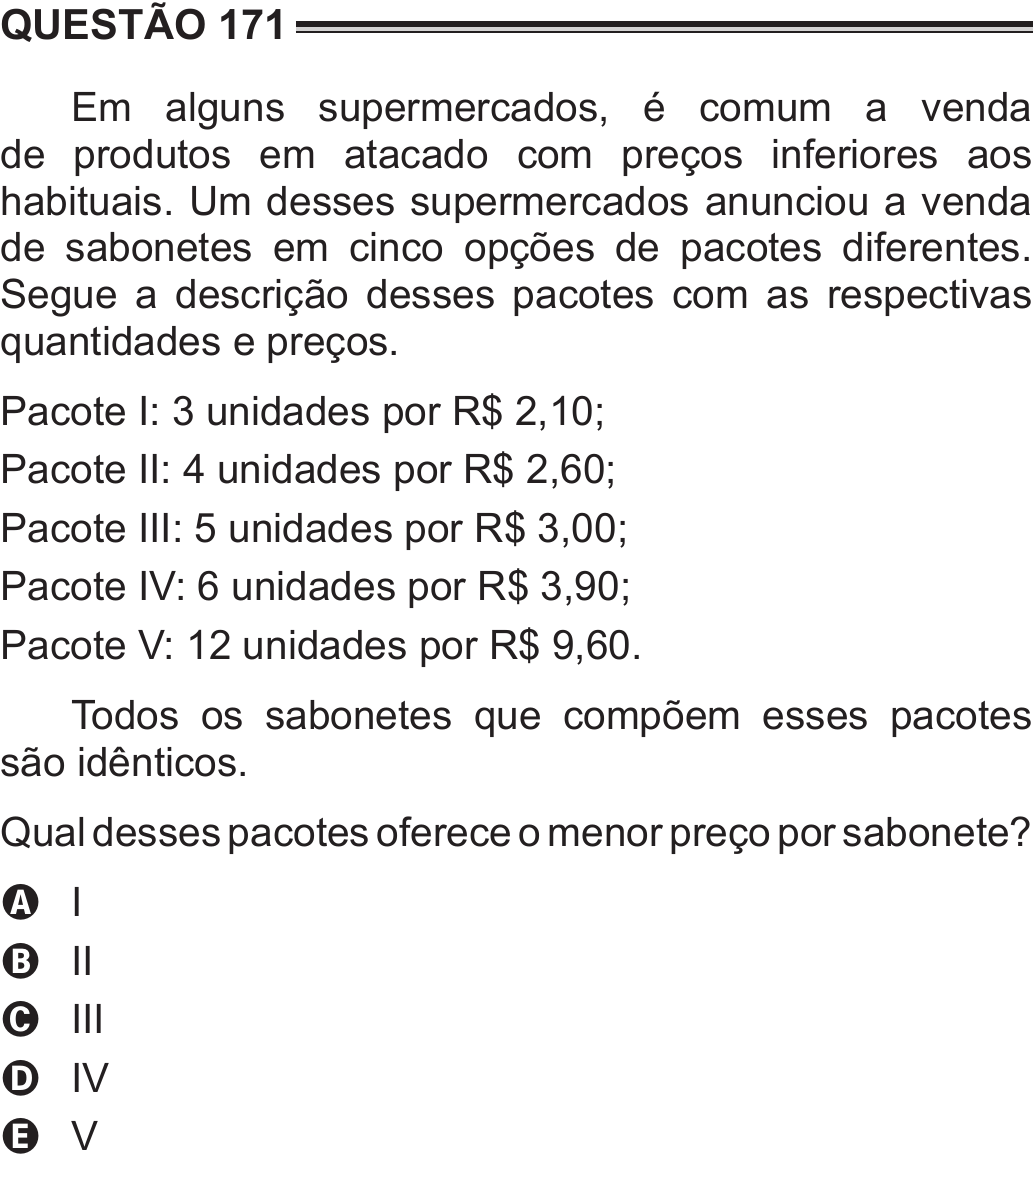 QUESTÃO 171
Em alguns supermercados, é comum a venda
de produtos em atacado com preços inferiores aos
habituais. Um desses supermercados anunciou a venda
de sabonetes em cinco opções de pacotes diferentes.
Segue a descrição desses pacotes com as respectivas
quantidades e preços.
Pacote I: 3 unidades por R$ 2,10;
Pacote II: 4 unidades por R$ 2,60;
Pacote III: 5 unidades por R$ 3,00;
Pacote IV: 6 unidades por R$ 3,90;
Pacote V: 12 unidades por R$ 9,60.
Todos os sabonetes que compõem esses pacotes
são idênticos.
Qual desses pacotes oferece o menor preço por sabonete?
A I
B II
C III
D IV
E V